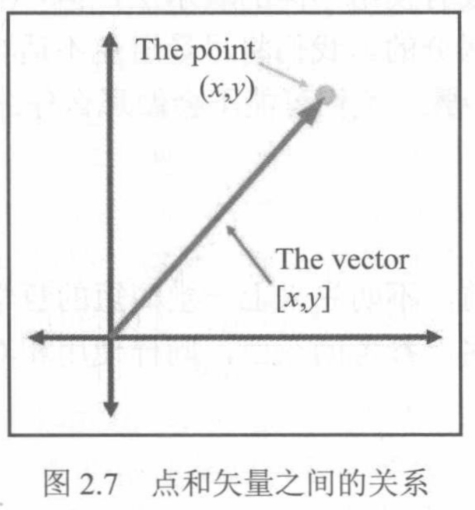 The point
(x,y)
The vector
[x,y]
图 2.7 点和矢量之间的关系